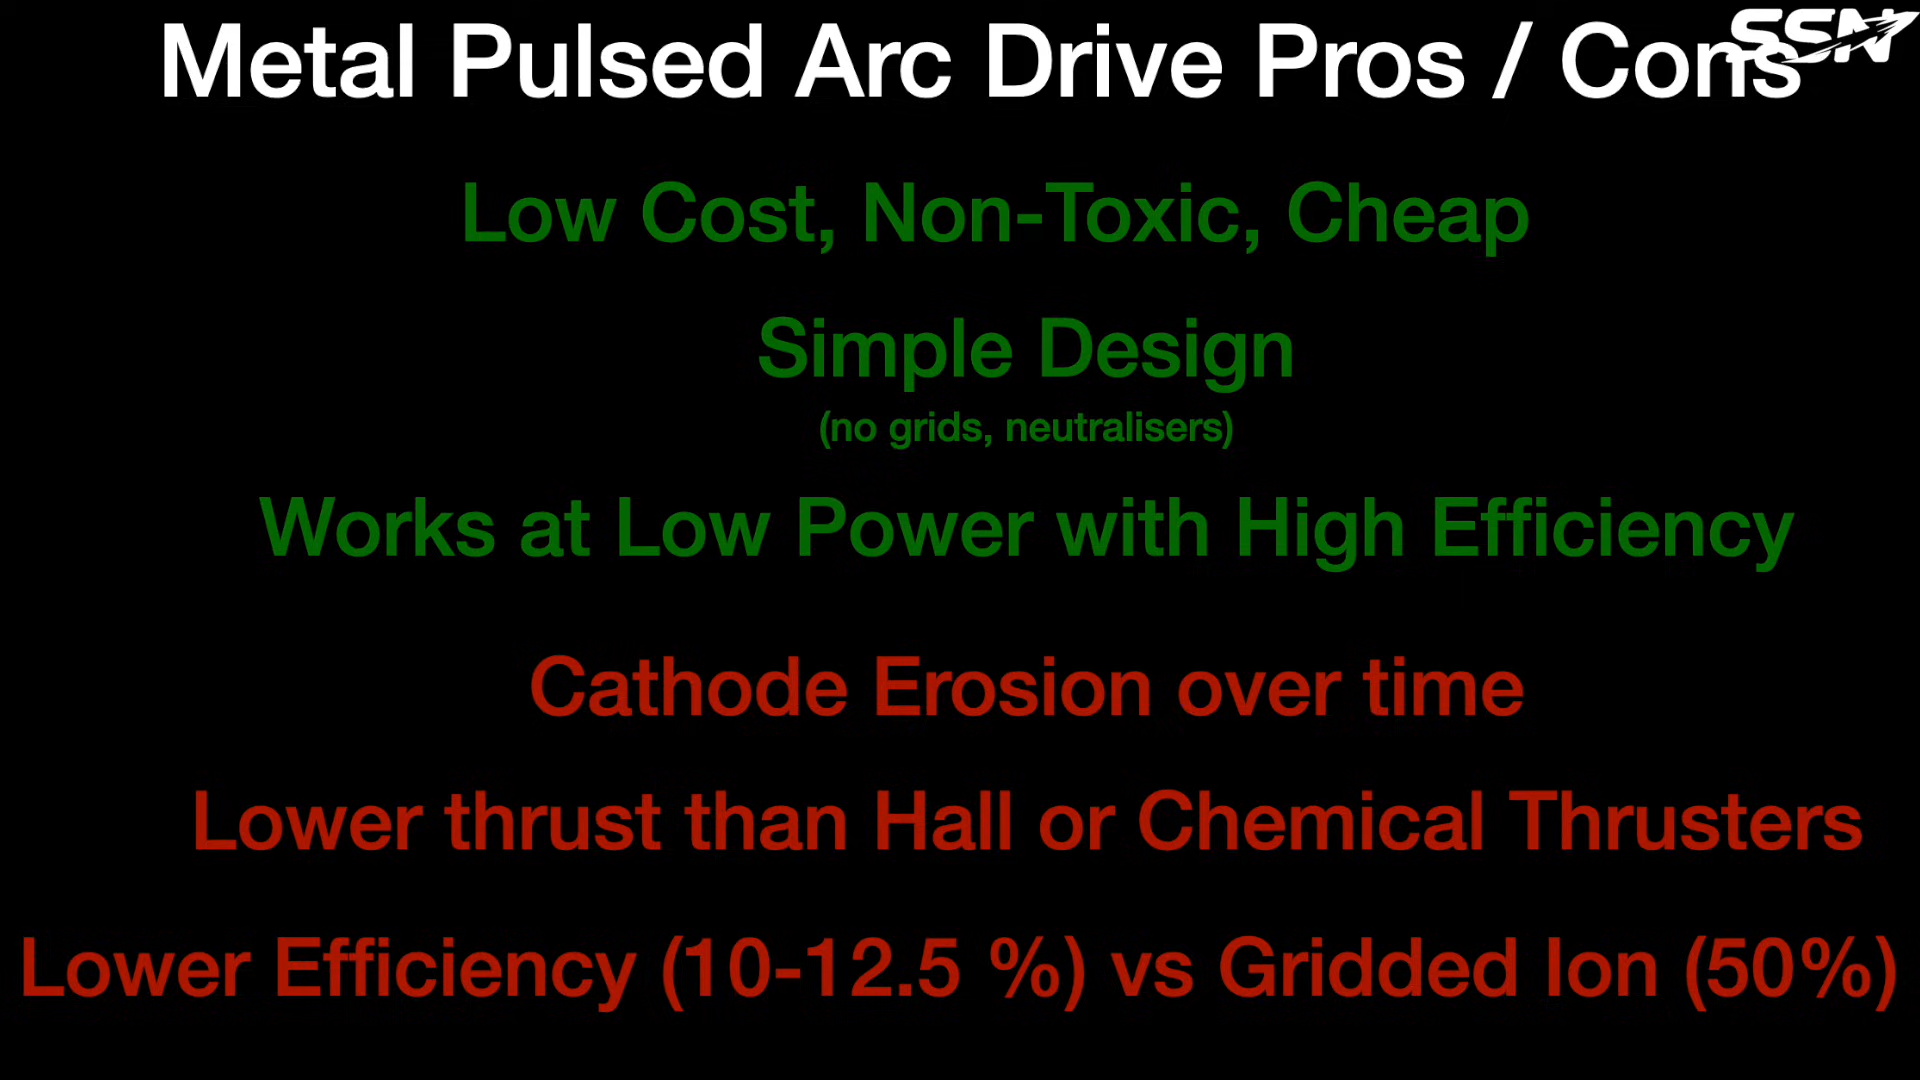 Metal Pulsed Arc Drive Pros / Cons
SSN
Low Cost, Non-Toxic, Cheap
Simple Design
(no grids, neutralisers)
Works at Low Power with High Efficiency
Cathode Erosion over time
Lower thrust than Hall or Chemical Thrusters
Lower Efficiency (10-12.5 %) vs Gridded Ion (50%)